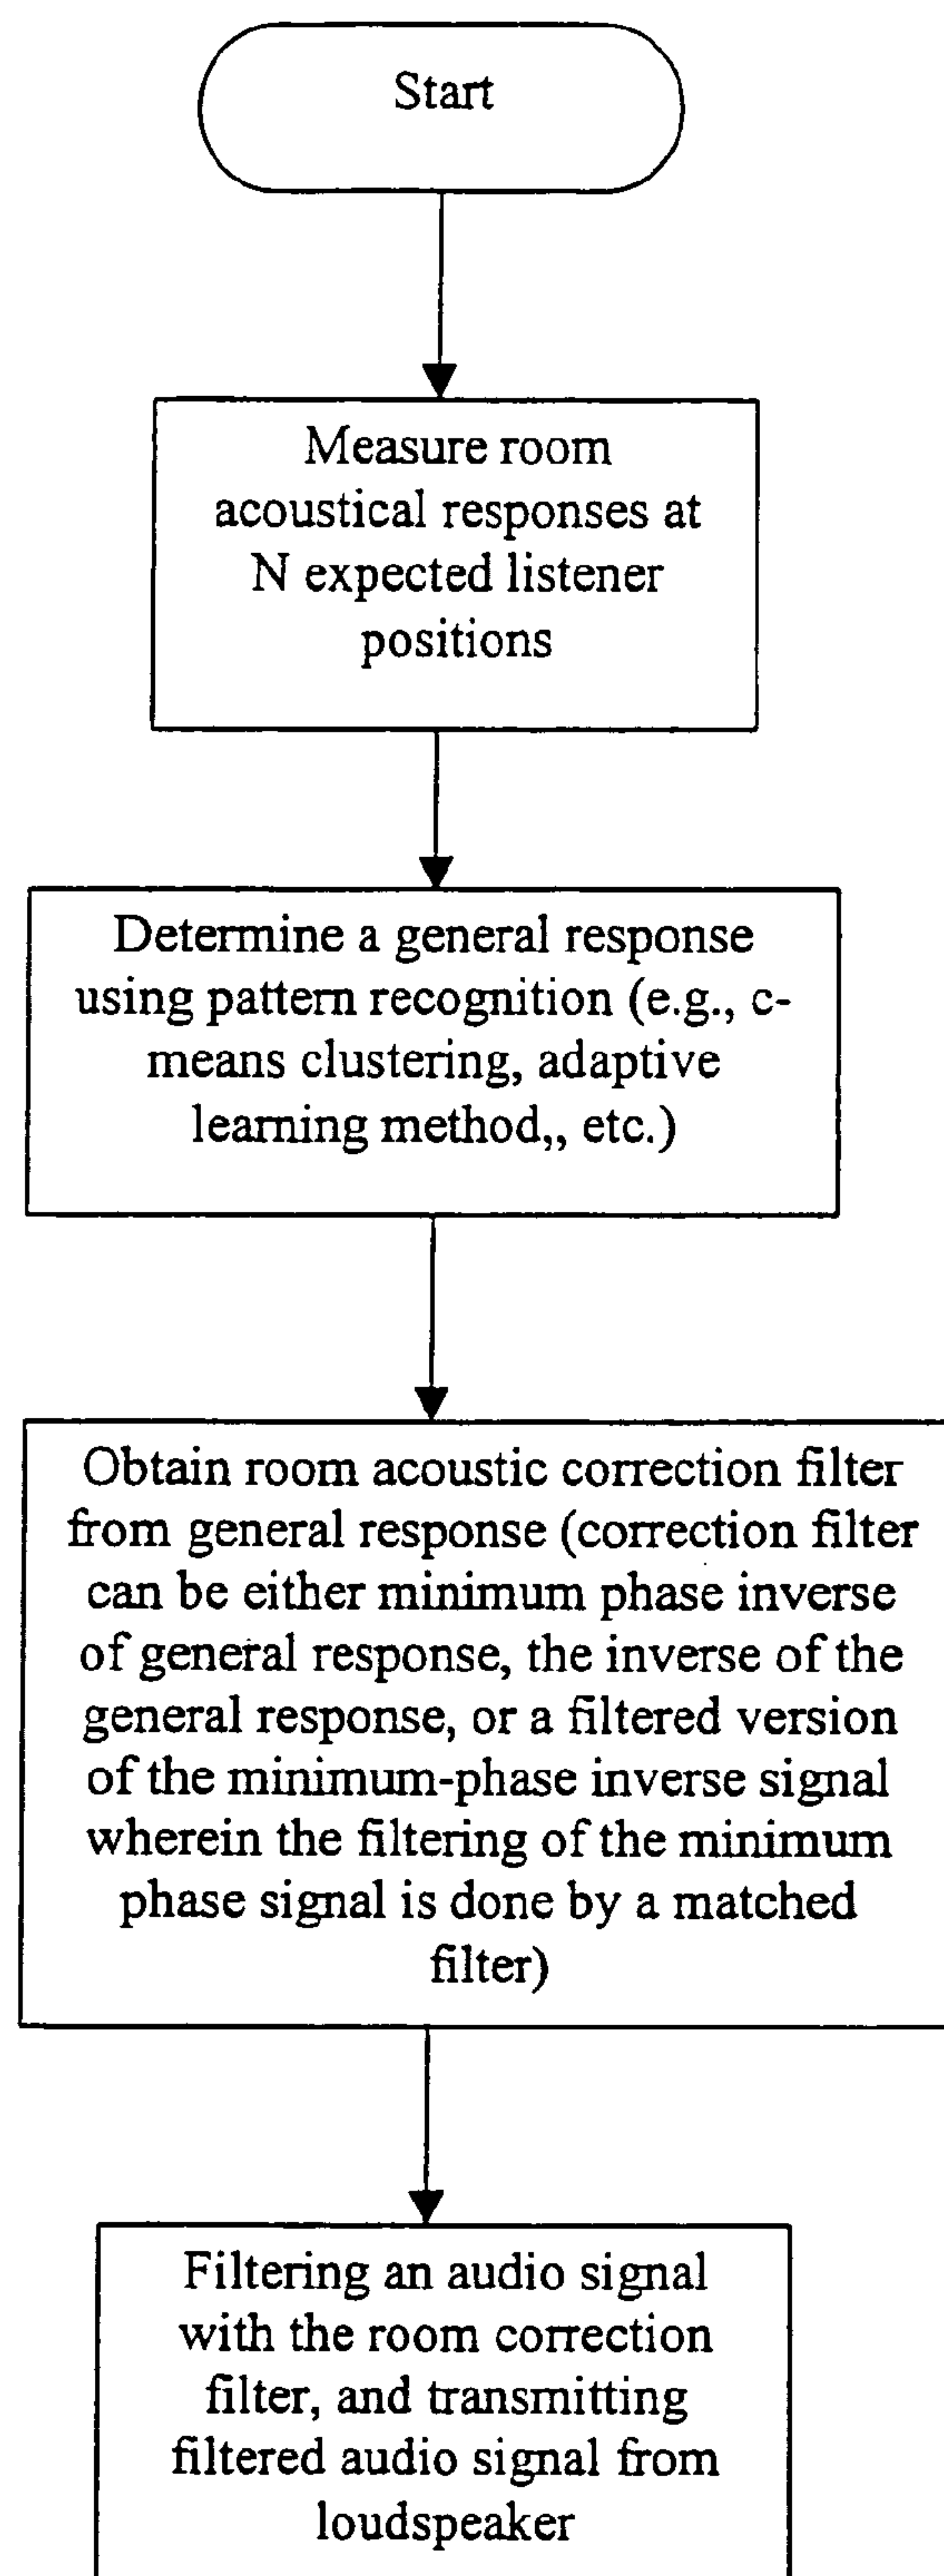 Start
Measure room
acoustical responses at
N expected listener
positions
Determine a general response
using pattern recognition (e.g., c-
means clustering, adaptive
learning method,, etc.)
Obtain room acoustic correction filter
from general response (correction filter
can be either minimum phase inverse
of general response, the inverse of the
general response, or a filtered version
of the minimum-phase inverse signal
wherein the filtering of the minimum
phase signal is done by a matched
filter)
Filtering an audio signal
with the room correction
filter, and transmitting
filtered audio signal from
loudspeaker